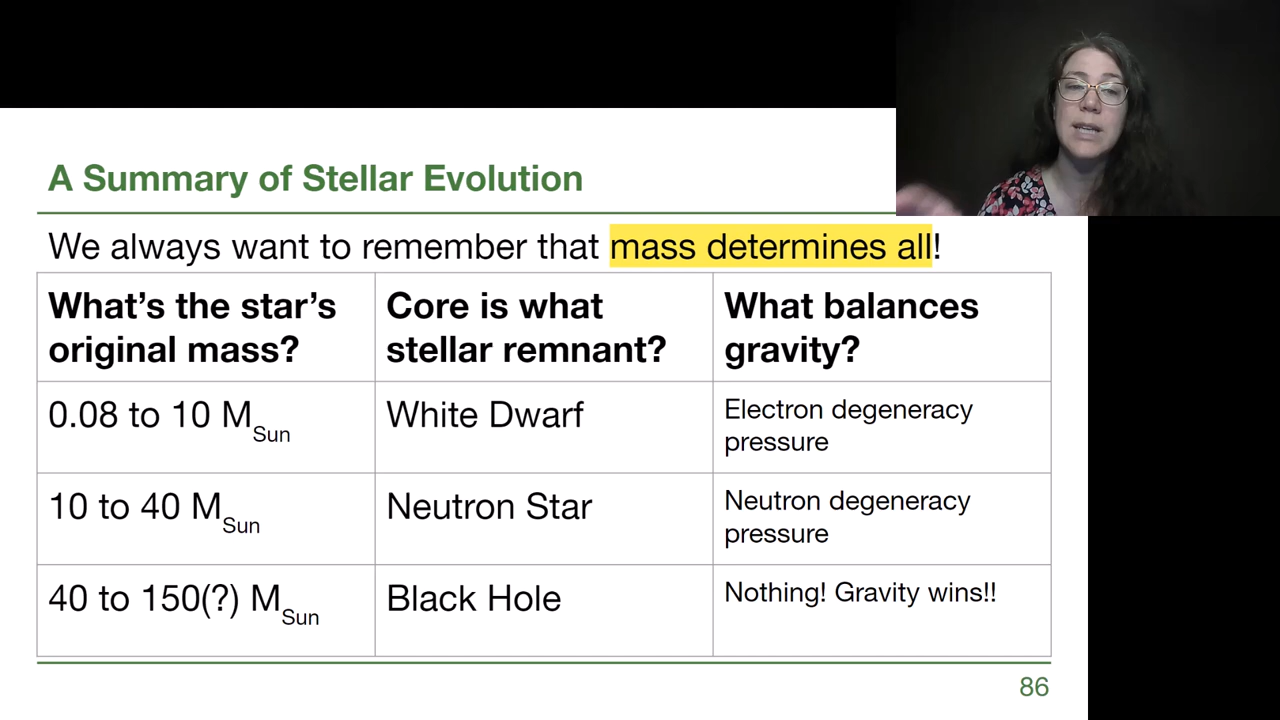 A Summary of Stellar Evolution
We always want to remember that mass determines all!
What’s the star’s
original mass?
Core is what
stellar remnant?
What balances
gravity?
0.08 to 10 MSun
White Dwarf
Electron degeneracy
pressure
10 to 40 MSun
Neutron Star
Neutron degeneracy
pressure
40 to 150(?) MSun
Black Hole
Nothing! Gravity wins!!
86